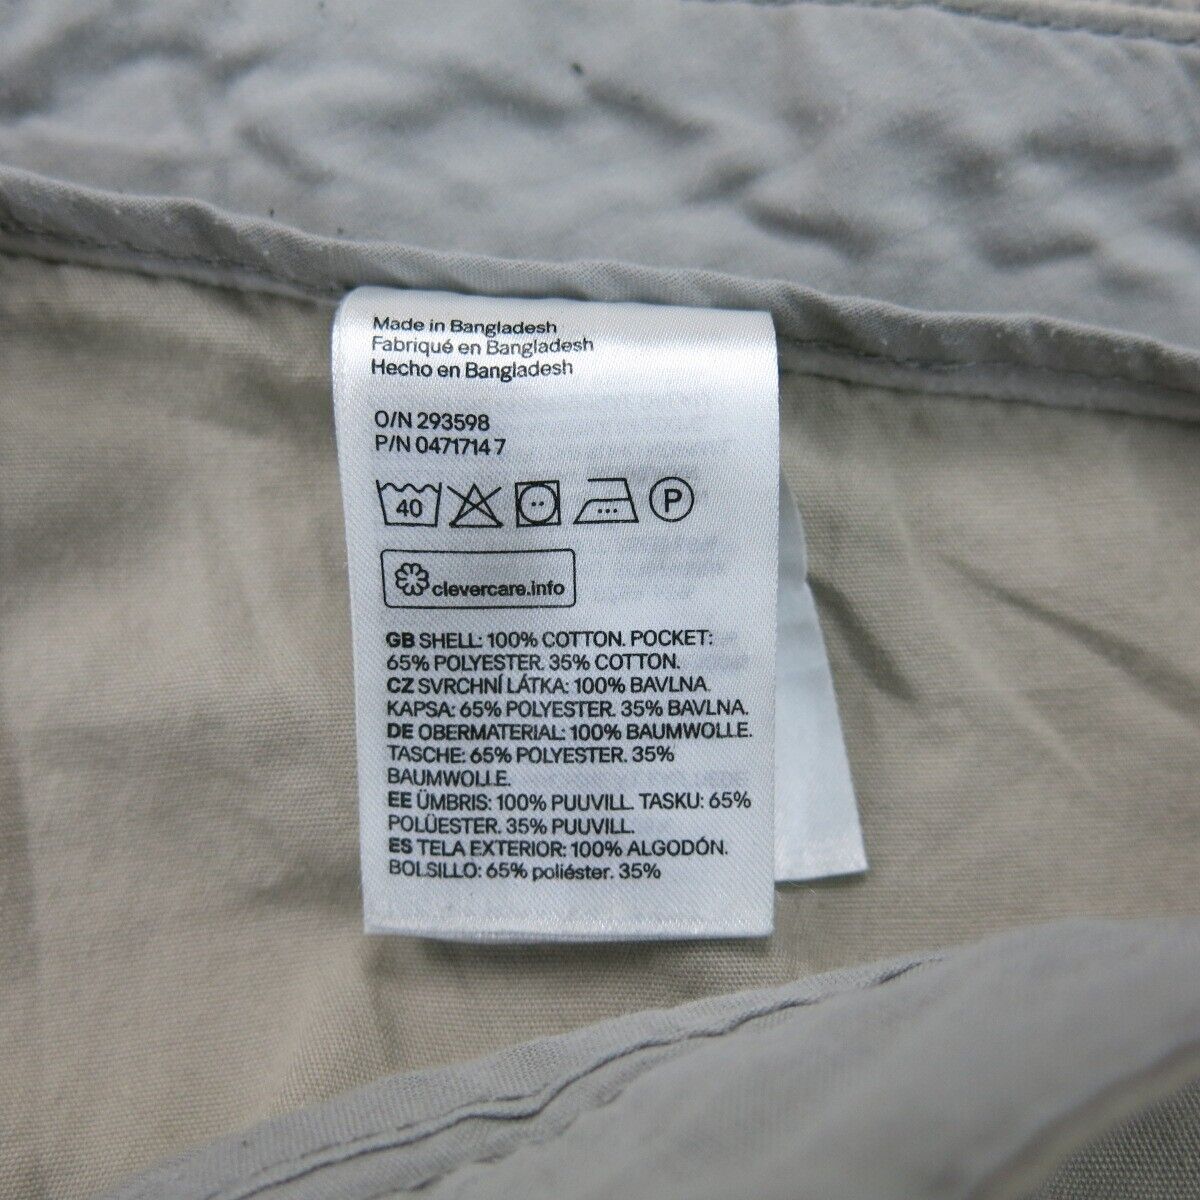 Made in Bangladesh
Fabriqué en Bangladesh
Hecho en Bangladesh
O/N 293598
P/N 0471714 7
40 P
clevercare.info
GB SHELL: 100% COTTON. POCKET:
65% POLYESTER. 35% COTTON.
CZ SVRCHNÍ LÁTKA: 100% BAVLNA.
KAPSA: 65% POLYESTER. 35% BAVLNA.
DE OBERMATERIAL: 100% BAUMWOLLE.
TASCHE: 65% POLYESTER. 35%
BAUMWOLLE.
EE ÜMBRIS: 100% PUUVILL. TASKU: 65%
POLÜESTER. 35% PUUVILL.
ES TELA EXTERIOR: 100% ALGODÓN.
BOLSILLO: 65% poliéster. 35%